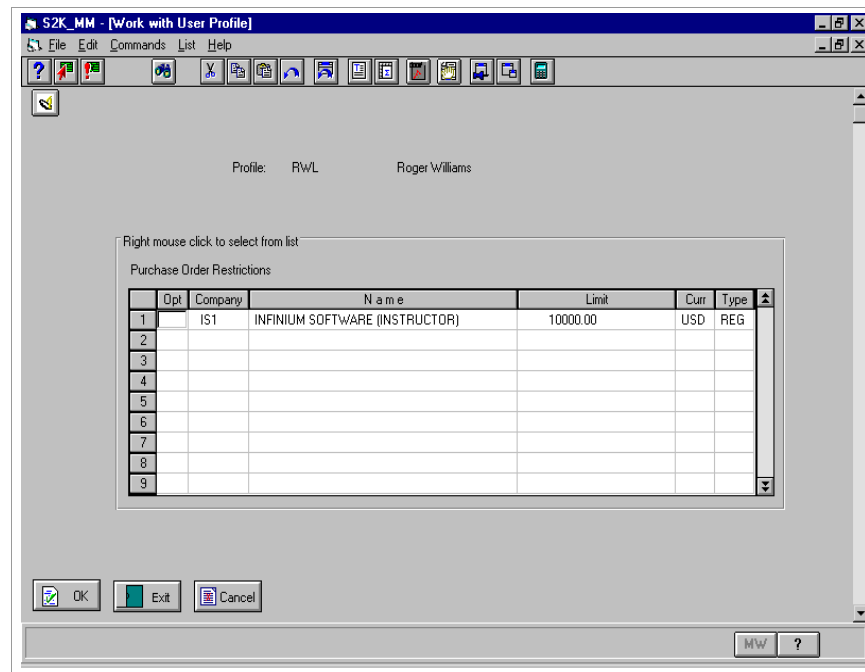 S2K_MM - [Work with User Profile]
File Edit Commands List Help
Profile: RWL Roger Williams
Right mouse click to select from list
Purchase Order Restrictions
Opt Company N a m e Limit Curr Type
1 IS1 INFINIUM SOFTWARE (INSTRUCTOR) 10000.00 USD REG
2
3
4
5
6
7
8
9
OK Exit Cancel
MW ?